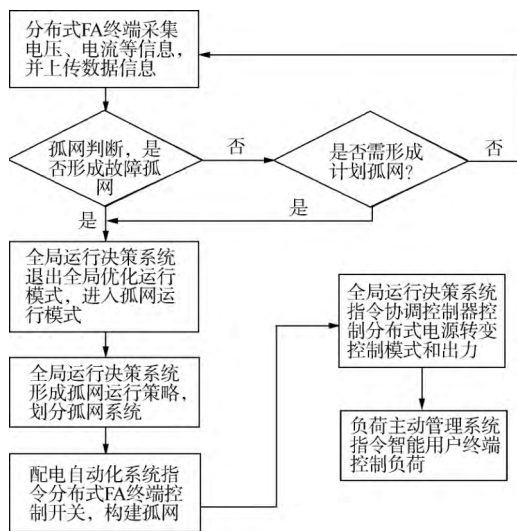 分布式FA终端采集
电压、电流等信息，
并上传数据信息
孤网判断，是
否形成故障孤
网
否
是否需形成
计划孤网？
否
是
是
全局运行决策系统
退出全局优化运行
模式，进入孤网运
行模式
全局运行决策系统
形成孤网运行策略，
划分孤网系统
配电自动化系统指
令分布式FA终端控
制开关，构建孤网
全局运行决策系统
指令协调控制器控
制分布式电源转变
控制模式和出力
负荷主动管理系统
指令智能用户终端
控制负荷